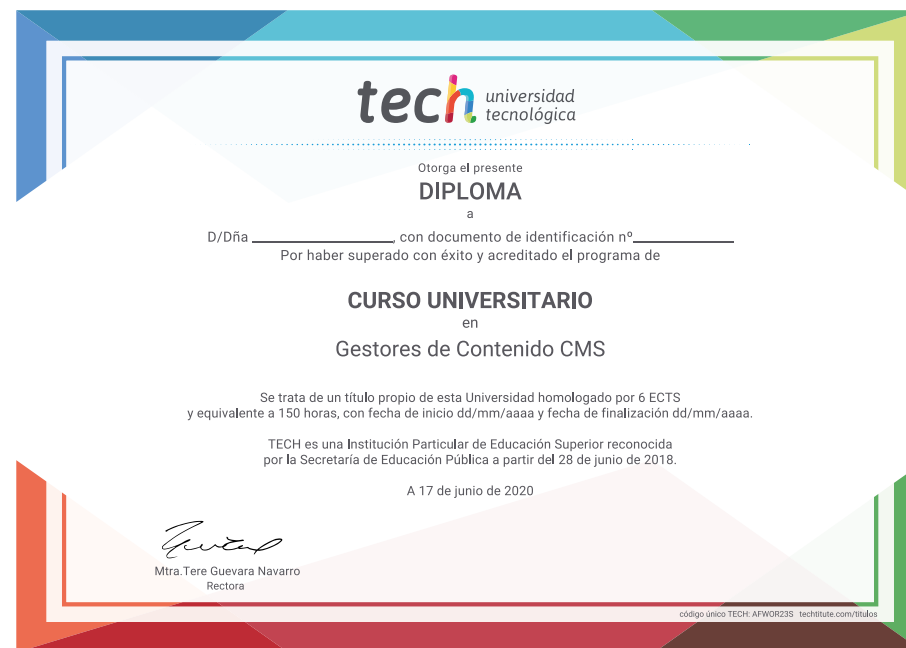 tech universidad
tecnológica
Otorga el presente
DIPLOMA
a
D/Dña ____________________, con documento de identificación nº______________
Por haber superado con éxito y acreditado el programa de
CURSO UNIVERSITARIO
en
Gestores de Contenido CMS
Se trata de un título propio de esta Universidad homologado por 6 ECTS
y equivalente a 150 horas, con fecha de inicio dd/mm/aaaa y fecha de finalización dd/mm/aaaa.
TECH es una Institución Particular de Educación Superior reconocida
por la Secretaría de Educación Pública a partir del 28 de junio de 2018.
A 17 de junio de 2020
Mtra.Tere Guevara Navarro
Rectora
código único TECH: AFWOR23S techtitute.com/titulos